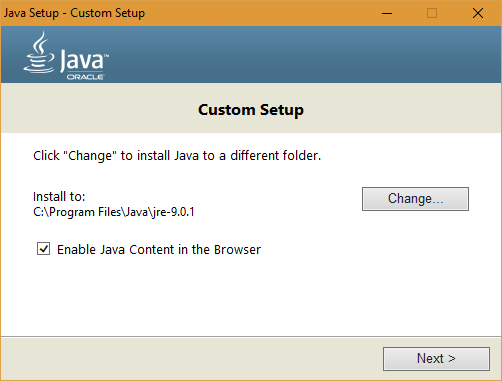 Java Setup - Custom Setup
Java™
ORACLE
Custom Setup
Click "Change" to install Java to a different folder.
Install to:
C:\Program Files\Java\jre-9.0.1
Change...
Enable Java Content in the Browser
Next >